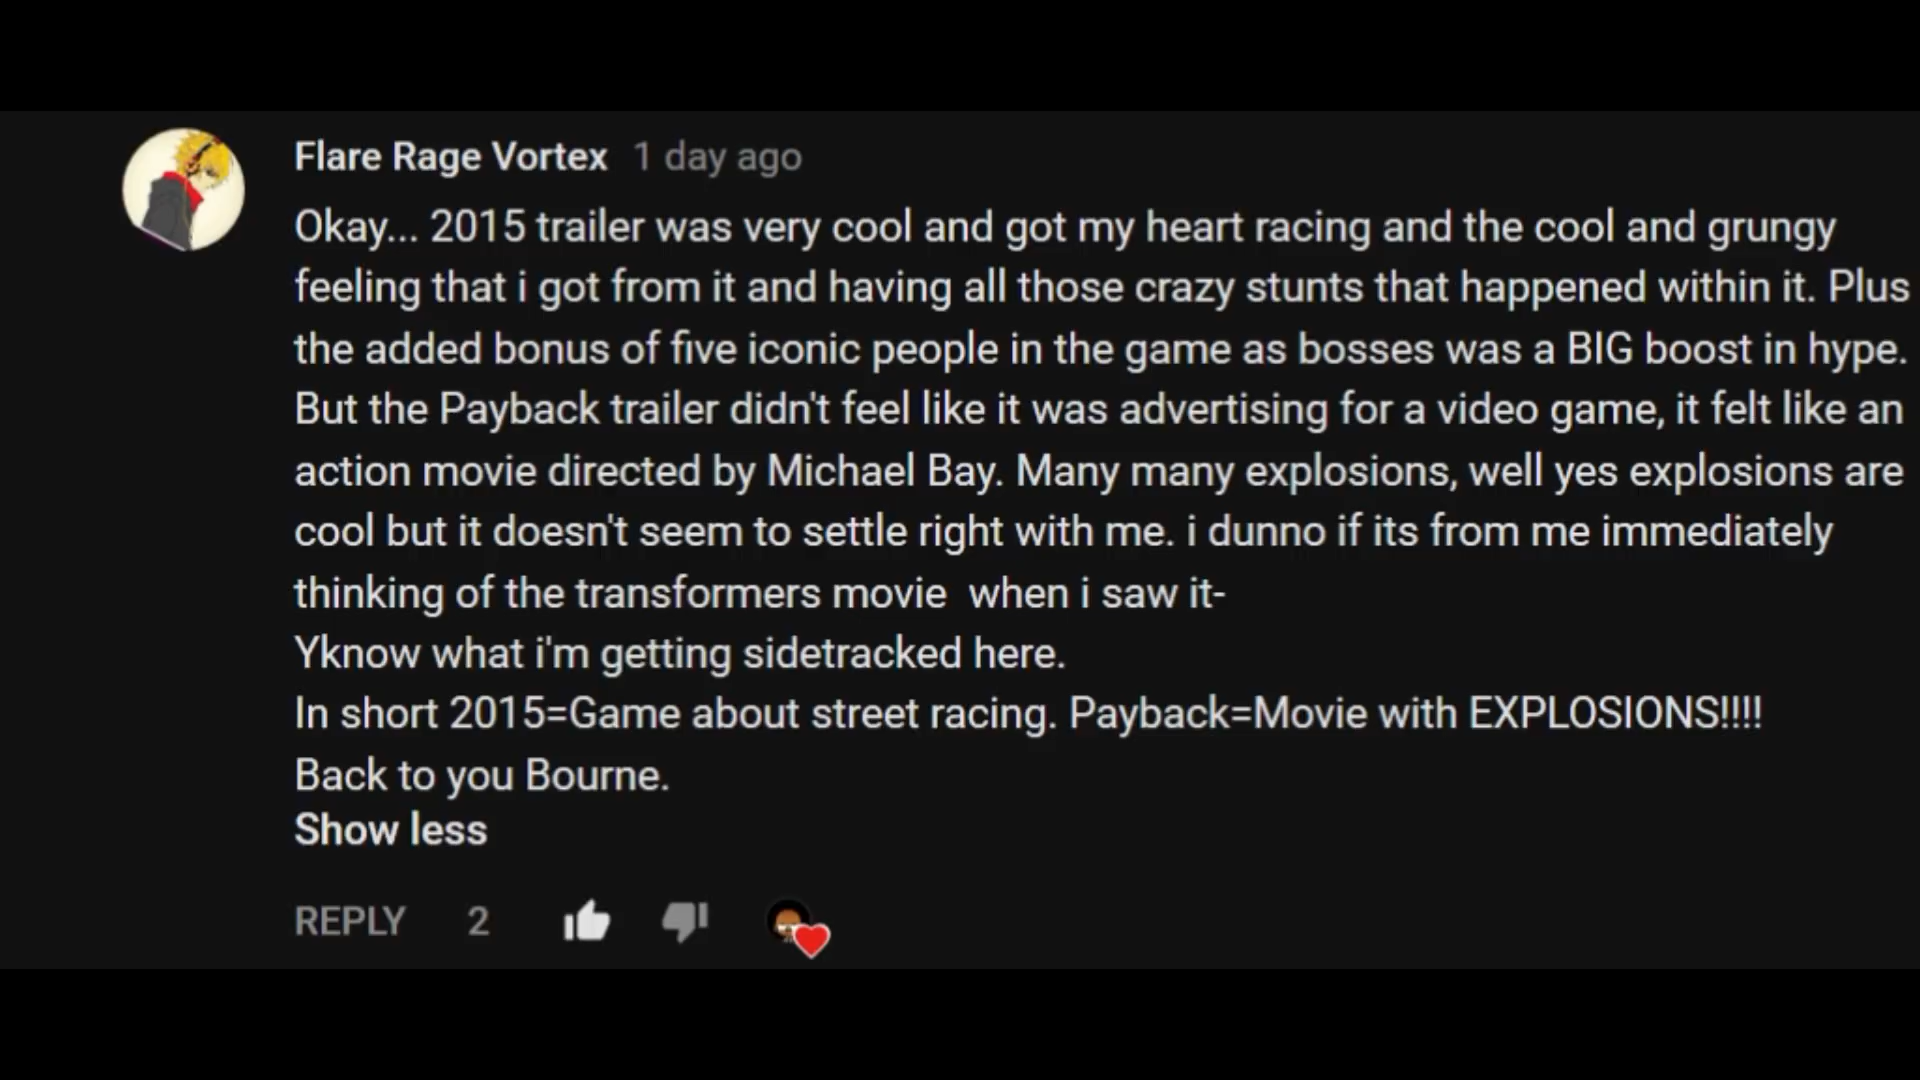 Flare Rage Vortex 1 day ago
Okay... 2015 trailer was very cool and got my heart racing and the cool and grungy
feeling that i got from it and having all those crazy stunts that happened within it. Plus
the added bonus of five iconic people in the game as bosses was a BIG boost in hype.
But the Payback trailer didn't feel like it was advertising for a video game, it felt like an
action movie directed by Michael Bay. Many many explosions, well yes explosions are
cool but it doesn't seem to settle right with me. i dunno if its from me immediately
thinking of the transformers movie  when i saw it-
Yknow what i'm getting sidetracked here.
In short 2015=Game about street racing. Payback=Movie with EXPLOSIONS!!!!
Back to you Bourne.
Show less
REPLY 2